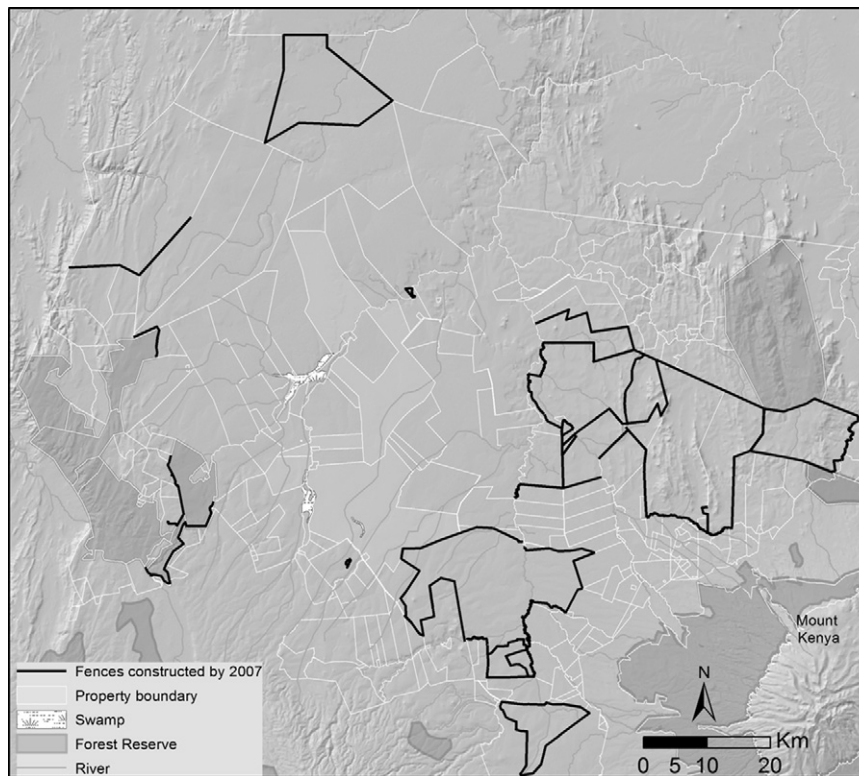 Mount
Kenya
Fences constructed by 2007
Property boundary
Swamp
Forest Reserve
River
N
Km
0 5 10 20